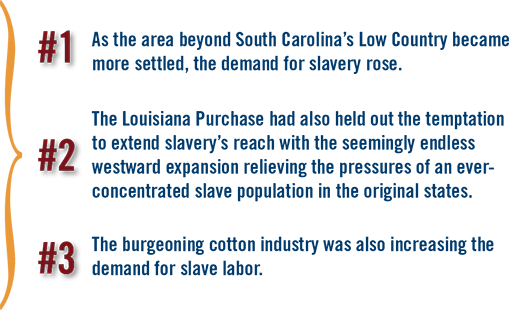 #1 As the area beyond South Carolina's Low Country became
more settled, the demand for slavery rose.
The Louisiana Purchase had also held out the temptation
to extend slavery's reach with the seemingly endless
#2 westward expansion relieving the pressures of an ever-
concentrated slave population in the original states.
#3 The burgeoning cotton industry was also increasing the
demand for slave labor.